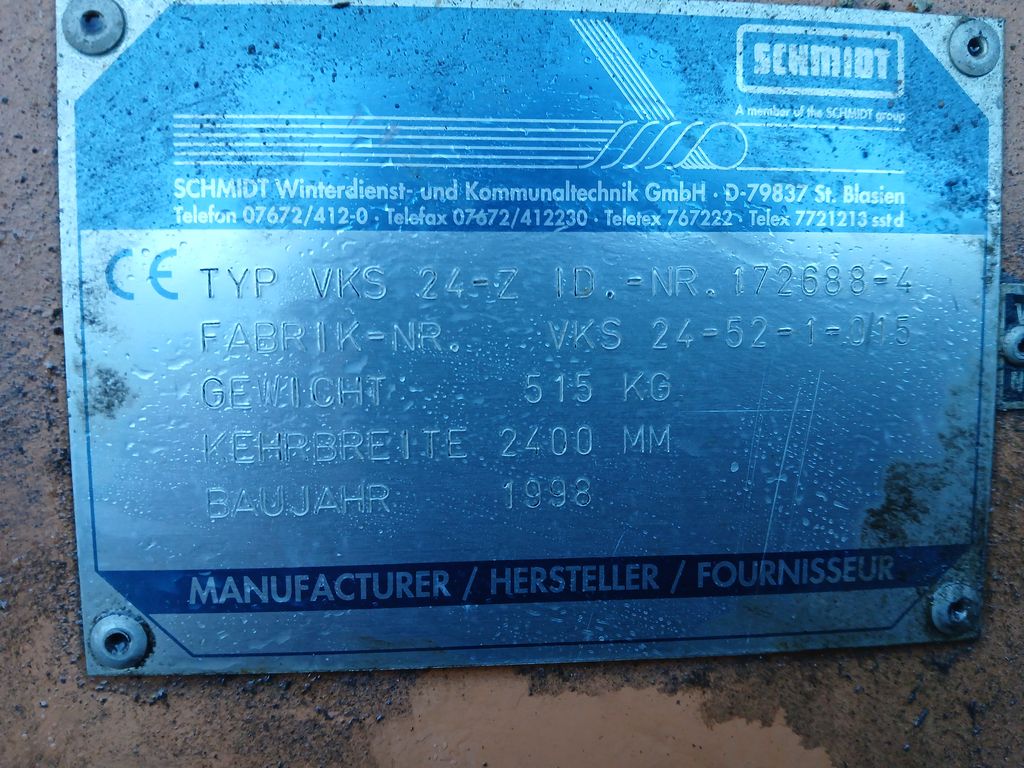 SCHMIDT
A member of the SCHMIDT group
SCHMIDT Winterdienst- und Kommunaltechnik GmbH · D-79837 St. Blasien
Telefon 07672/412-0 · Telefax 07672/412230 · Teletex 767222 · Telex 7721213 sst d
CE TYP VKS 24-Z ID.-NR. 172688-4
FABRIK-NR. VKS 24-52-1-015
GEWICHT 515 KG
KEHRBREITE 2400 MM
BAUJAHR 1998
MANUFACTURER / HERSTELLER / FOURNISSEUR